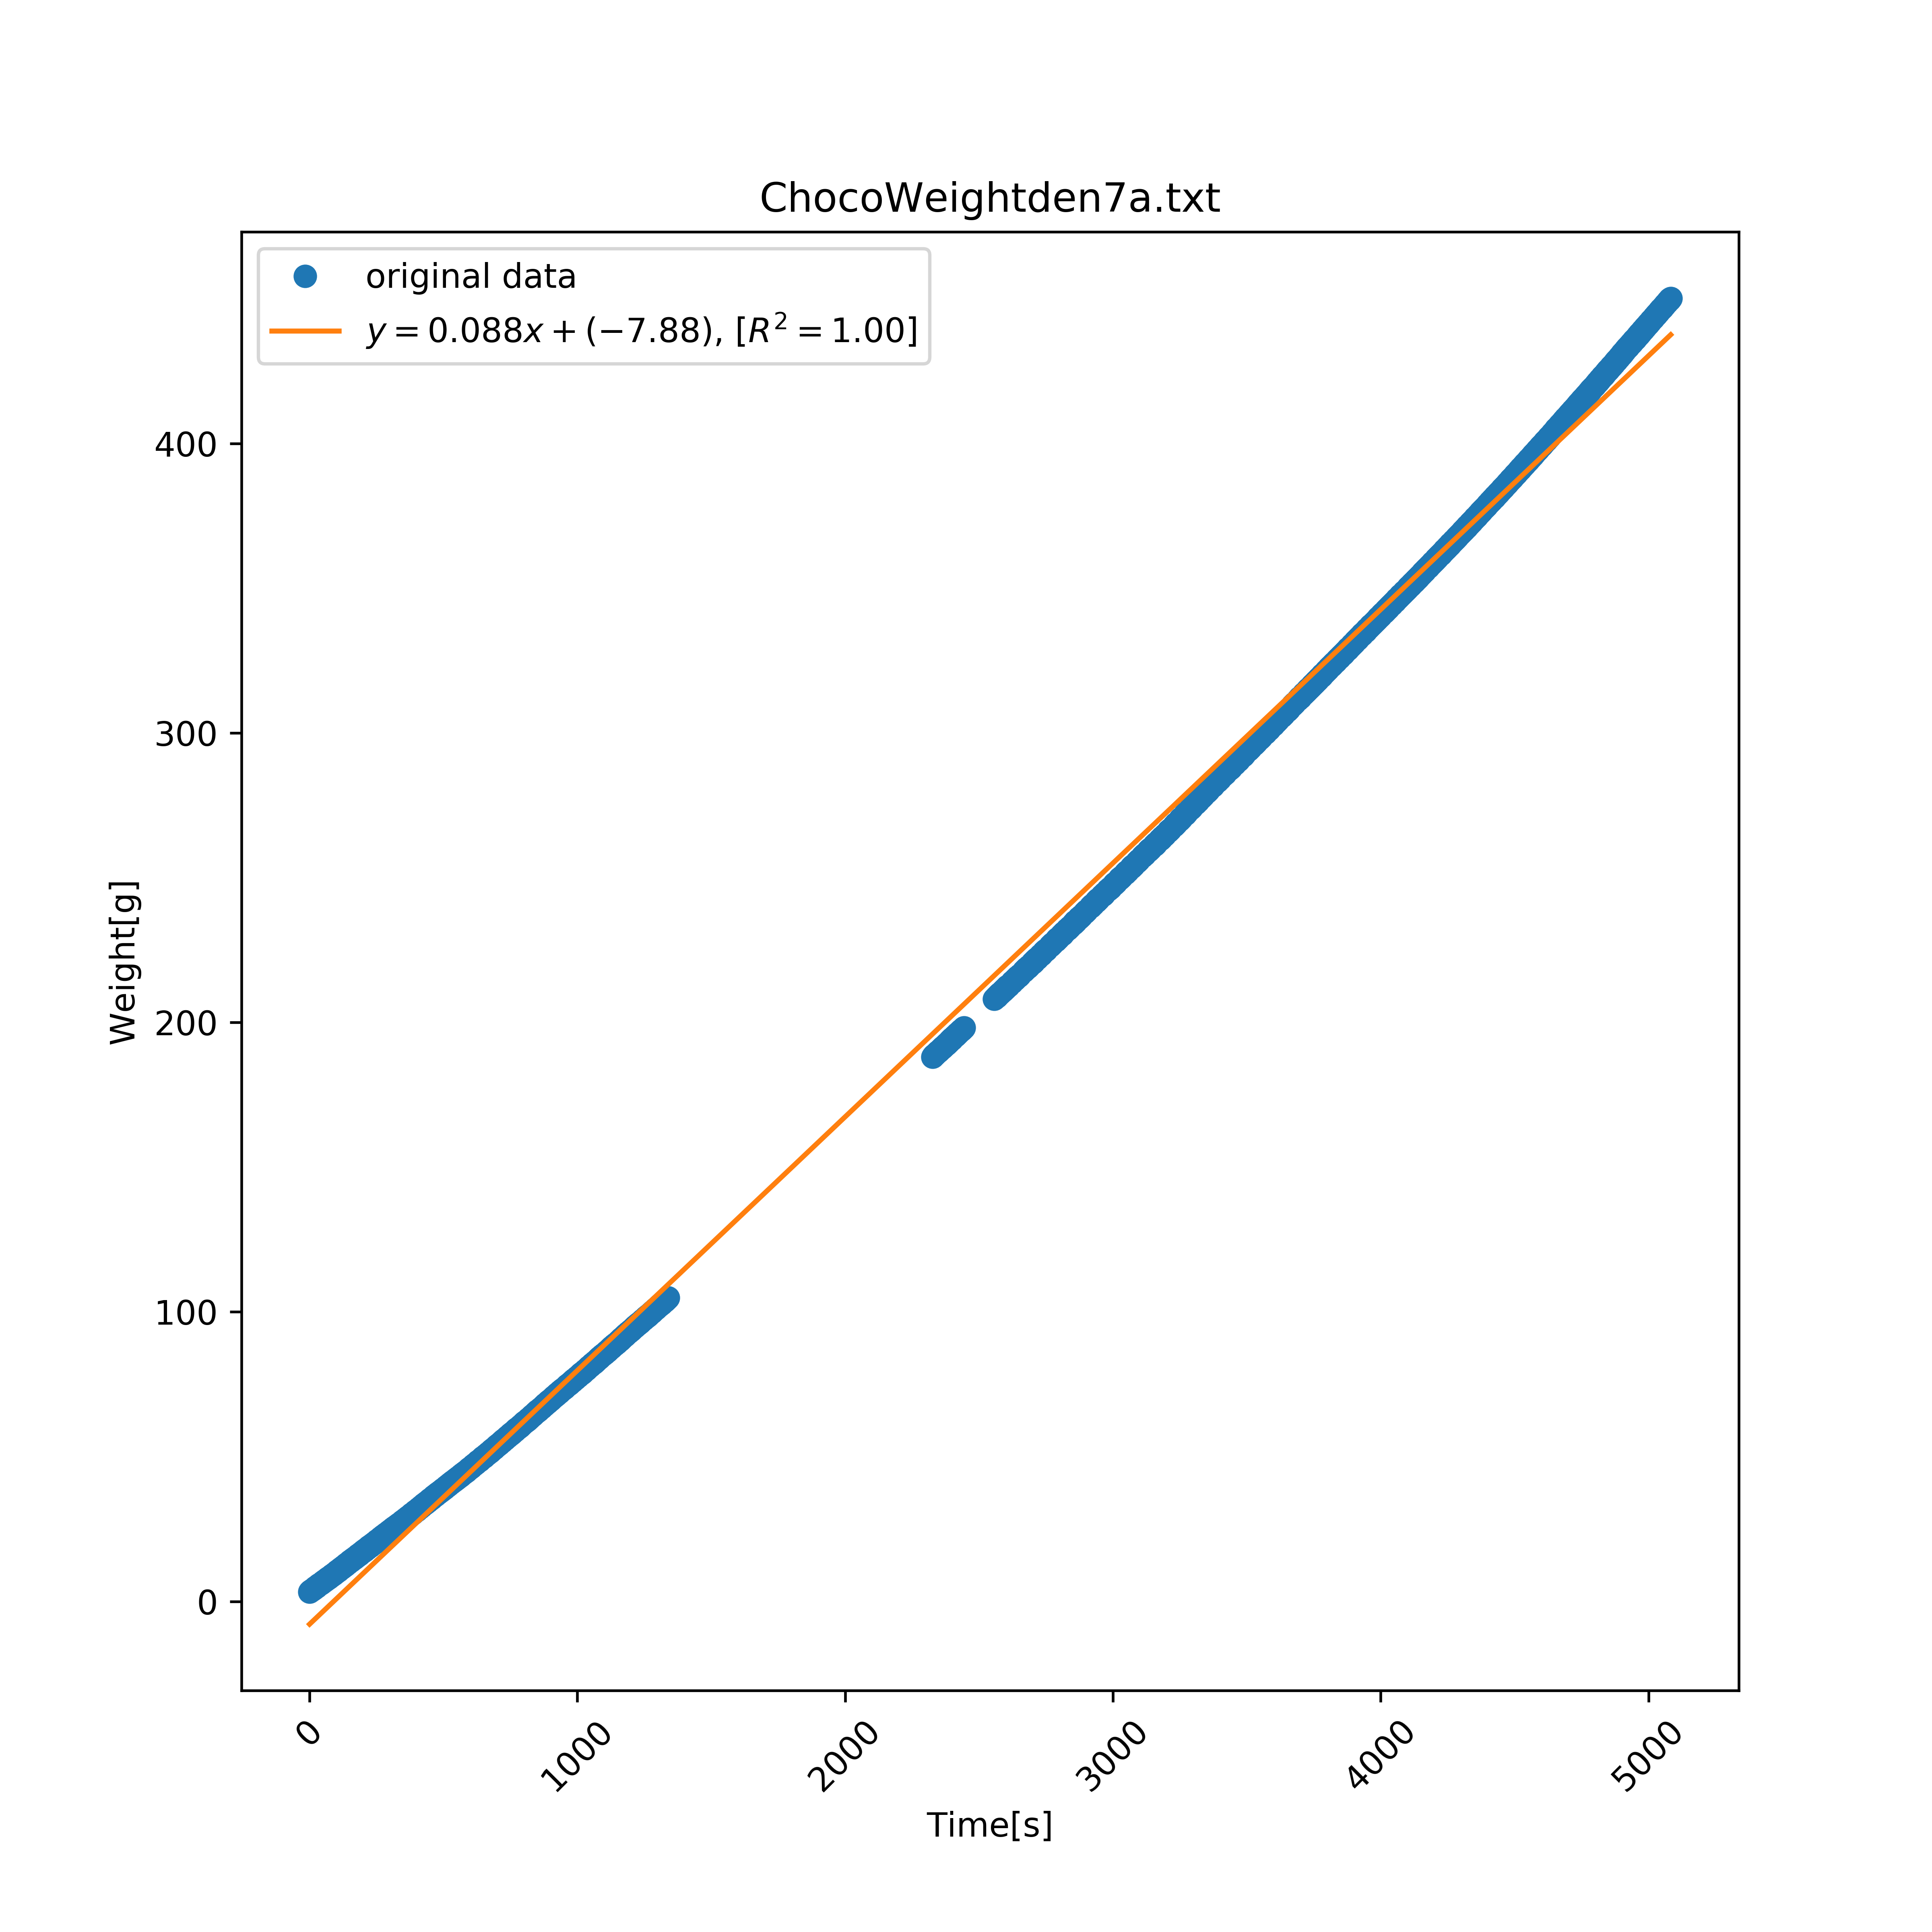 ChocoWeightden7a.txt
original data
y = 0.088x + (−7.88), [R² = 1.00]
400
300
200
100
0
Weight[g]
0 1000 2000 3000 4000 5000
Time[s]